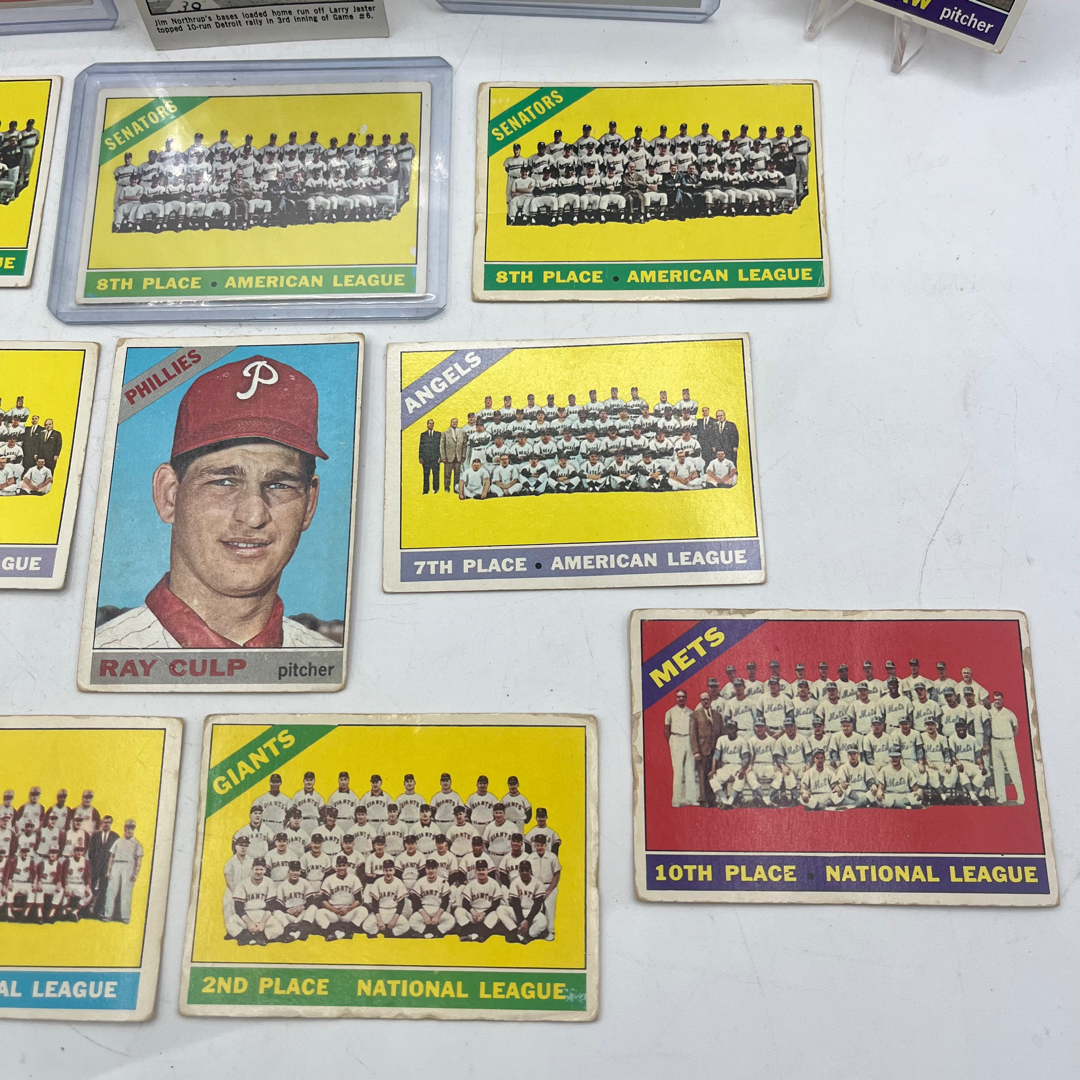 Jim Northrup's bases loaded home run off Larry Jaster
topped 10-run Detroit rally in 3rd inning of Game #6.
pitcher
SENATORS
8TH PLACE • AMERICAN LEAGUE
SENATORS
8TH PLACE • AMERICAN LEAGUE
UE
PHILLIES
P
RAY CULP pitcher
ANGELS
7TH PLACE • AMERICAN LEAGUE
GUE
METS
10TH PLACE • NATIONAL LEAGUE
GIANTS
2ND PLACE NATIONAL LEAGUE
AL LEAGUE